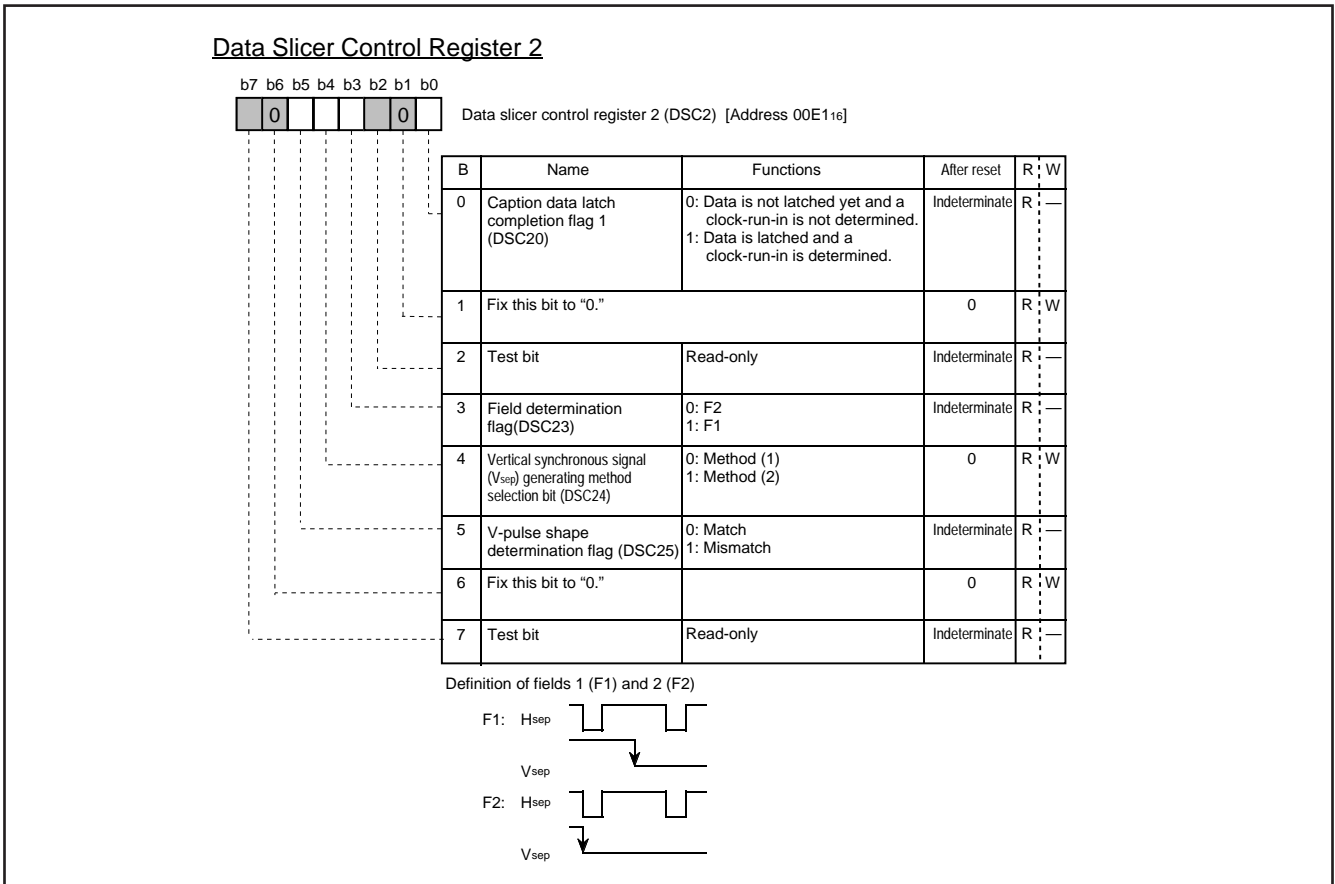 Data Slicer Control Register 2
b7 b6 b5 b4 b3 b2 b1 b0
0 0
Data slicer control register 2 (DSC2) [Address 00E116]
B Name Functions After reset R W
0 Caption data latch completion flag 1 (DSC20) 0: Data is not latched yet and a clock-run-in is not determined. 1: Data is latched and a clock-run-in is determined. Indeterminate R —
1 Fix this bit to “0.” 0 R W
2 Test bit Read-only Indeterminate R —
3 Field determination flag(DSC23) 0: F2 1: F1 Indeterminate R —
4 Vertical synchronous signal (Vsep) generating method selection bit (DSC24) 0: Method (1) 1: Method (2) 0 R W
5 V-pulse shape determination flag (DSC25) 0: Match 1: Mismatch Indeterminate R —
6 Fix this bit to “0.” 0 R W
7 Test bit Read-only Indeterminate R —
Definition of fields 1 (F1) and 2 (F2)
F1: Hsep
Vsep
F2: Hsep
Vsep